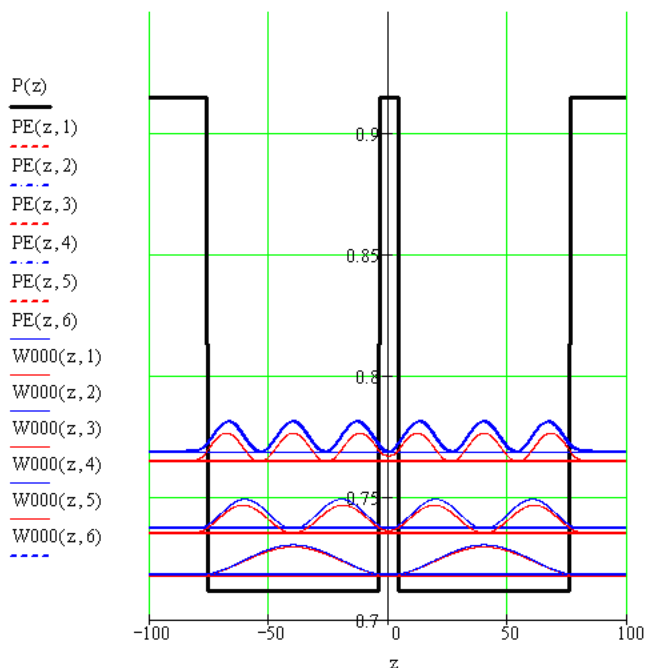 P(z)
PE(z,1)
PE(z,2)
PE(z,3)
PE(z,4)
PE(z,5)
PE(z,6)
W000(z,1)
W000(z,2)
W000(z,3)
W000(z,4)
W000(z,5)
W000(z,6)
0.9
0.85
0.8
0.75
0.7
−100
−50
0
50
100
z